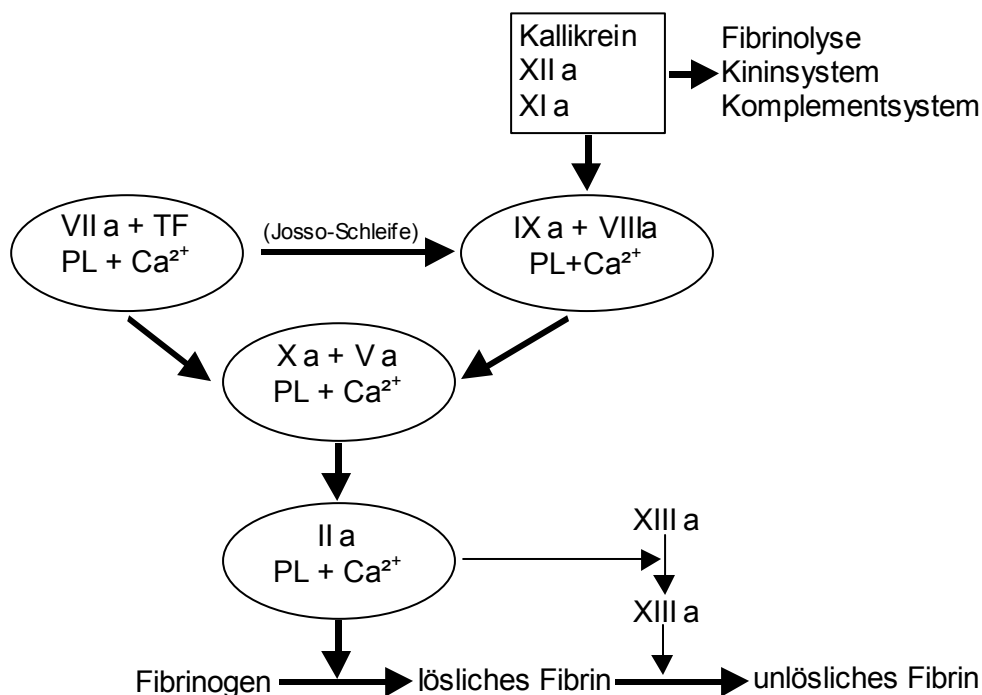 Kallikrein
XII a
XI a
Fibrinolyse
Kininsystem
Komplementsystem
VII a + TF
PL + Ca²⁺
(Josso-Schleife)
IX a + VIIIa
PL+Ca²⁺
X a + V a
PL + Ca²⁺
II a
PL + Ca²⁺
XIII a
XIII a
Fibrinogen
lösliches Fibrin
unlösliches Fibrin